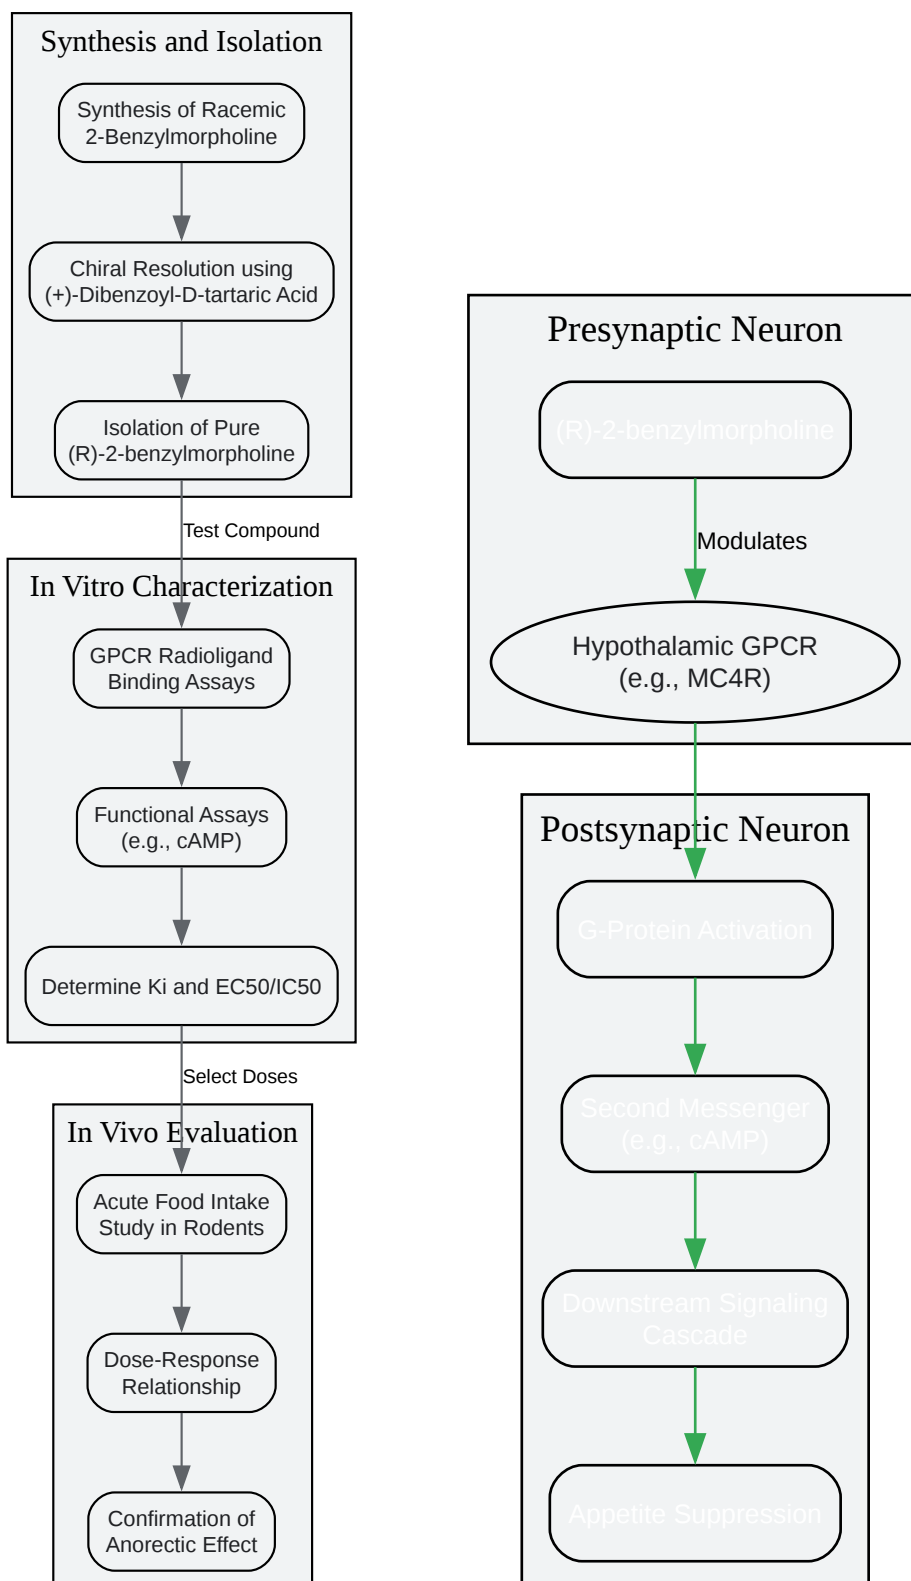 Synthesis and Isolation
Synthesis of Racemic
2-Benzylmorpholine
Chiral Resolution using
(+)-Dibenzoyl-D-tartaric Acid
Isolation of Pure
(R)-2-benzylmorpholine
Test Compound
In Vitro Characterization
GPCR Radioligand
Binding Assays
Functional Assays
(e.g., cAMP)
Determine Ki and EC50/IC50
Select Doses
In Vivo Evaluation
Acute Food Intake
Study in Rodents
Dose-Response
Relationship
Confirmation of
Anorectic Effect
Presynaptic Neuron
(R)-2-benzylmorpholine
Modulates
Hypothalamic GPCR
(e.g., MC4R)
Postsynaptic Neuron
G-Protein Activation
Second Messenger
(e.g., cAMP)
Downstream Signaling
Cascade
Appetite Suppression